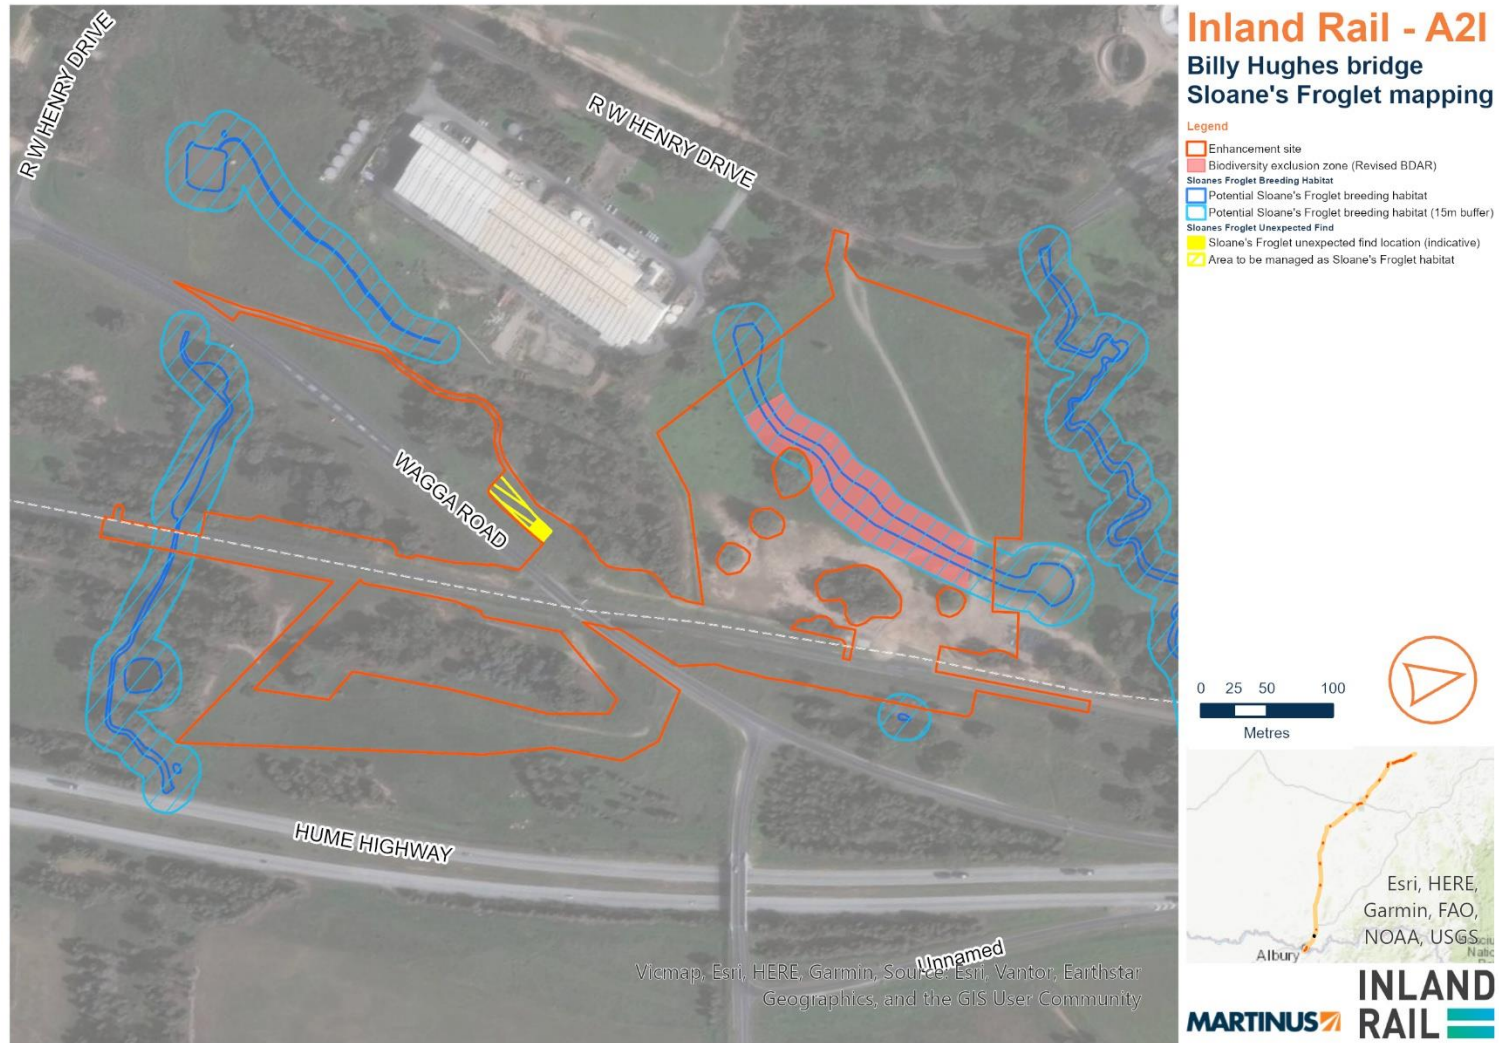 R W HENRY DRIVE
R W HENRY DRIVE
WAGGA ROAD
HUME HIGHWAY
Unnamed
Vicmap, Esri, HERE, Garmin, Source: Esri, Vantor, Earthstar
Geographics, and the GIS User Community
Inland Rail - A2I
Billy Hughes bridge
Sloane's Froglet mapping
Legend
Enhancement site
Biodiversity exclusion zone (Revised BDAR)
Sloanes Froglet Breeding Habitat
Potential Sloane's Froglet breeding habitat
Potential Sloane's Froglet breeding habitat (15m buffer)
Sloanes Froglet Unexpected Find
Sloane's Froglet unexpected find location (indicative)
Area to be managed as Sloane's Froglet habitat
0 25 50 100
Metres
Esri, HERE,
Garmin, FAO,
NOAA, USGS
Albury
MARTINUS
INLAND
RAIL